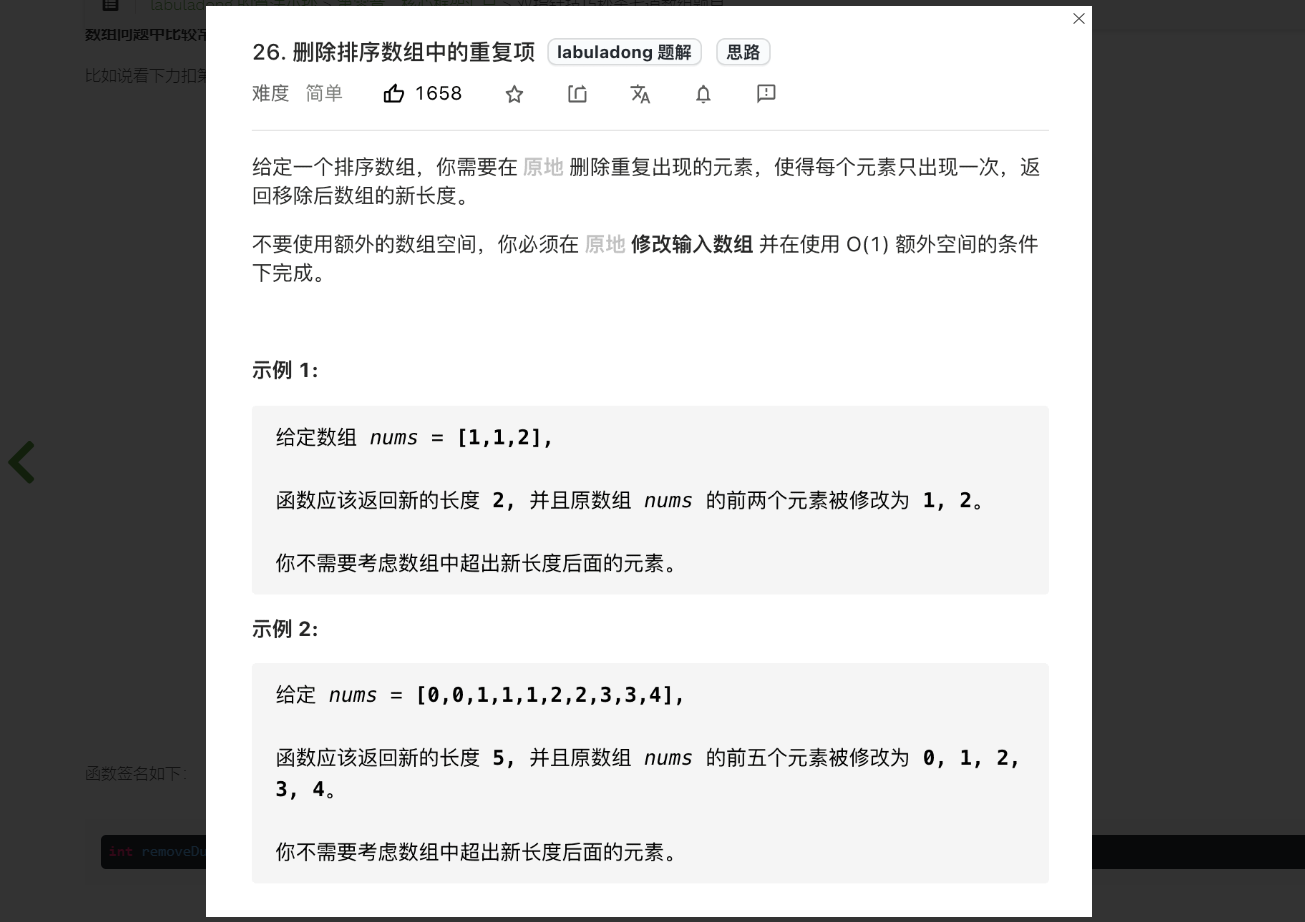 数组问题中比较常
比如说看下力扣第
26. 删除排序数组中的重复项 labuladong 题解 思路
难度 简单 1658
给定一个排序数组，你需要在 原地 删除重复出现的元素，使得每个元素只出现一次，返
回移除后数组的新长度。
不要使用额外的数组空间，你必须在 原地 修改输入数组 并在使用 O(1) 额外空间的条件
下完成。
示例 1:
给定数组 nums = [1,1,2],
函数应该返回新的长度 2, 并且原数组 nums 的前两个元素被修改为 1, 2。
你不需要考虑数组中超出新长度后面的元素。
示例 2:
给定 nums = [0,0,1,1,1,2,2,3,3,4],
函数应该返回新的长度 5, 并且原数组 nums 的前五个元素被修改为 0, 1, 2,
3, 4。
你不需要考虑数组中超出新长度后面的元素。
函数签名如下：
int removeDu